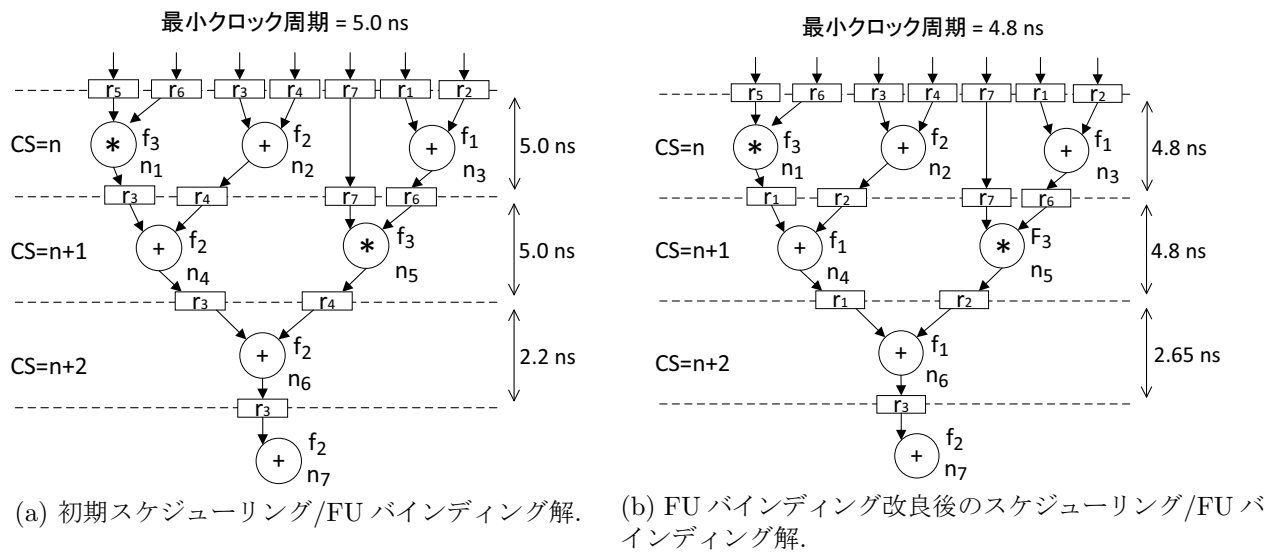 最小クロック周期 = 5.0 ns
r5 r6 r3 r4 r7 r1 r2
CS=n
* f3 n1
+ f2 n2
+ f1 n3
5.0 ns
r3 r4 r7 r6
CS=n+1
+ f2 n4
* f3 n5
5.0 ns
r3 r4
CS=n+2
+ f2 n6
2.2 ns
r3
+ f2 n7
(a) 初期スケジューリング/FU バインディング解.
最小クロック周期 = 4.8 ns
r5 r6 r3 r4 r7 r1 r2
CS=n
* f3 n1
+ f2 n2
+ f1 n3
4.8 ns
r1 r2 r7 r6
CS=n+1
+ f1 n4
* F3 n5
4.8 ns
r1 r2
CS=n+2
+ f1 n6
2.65 ns
r3
+ f2 n7
(b) FU バインディング改良後のスケジューリング/FU バ
インディング解.